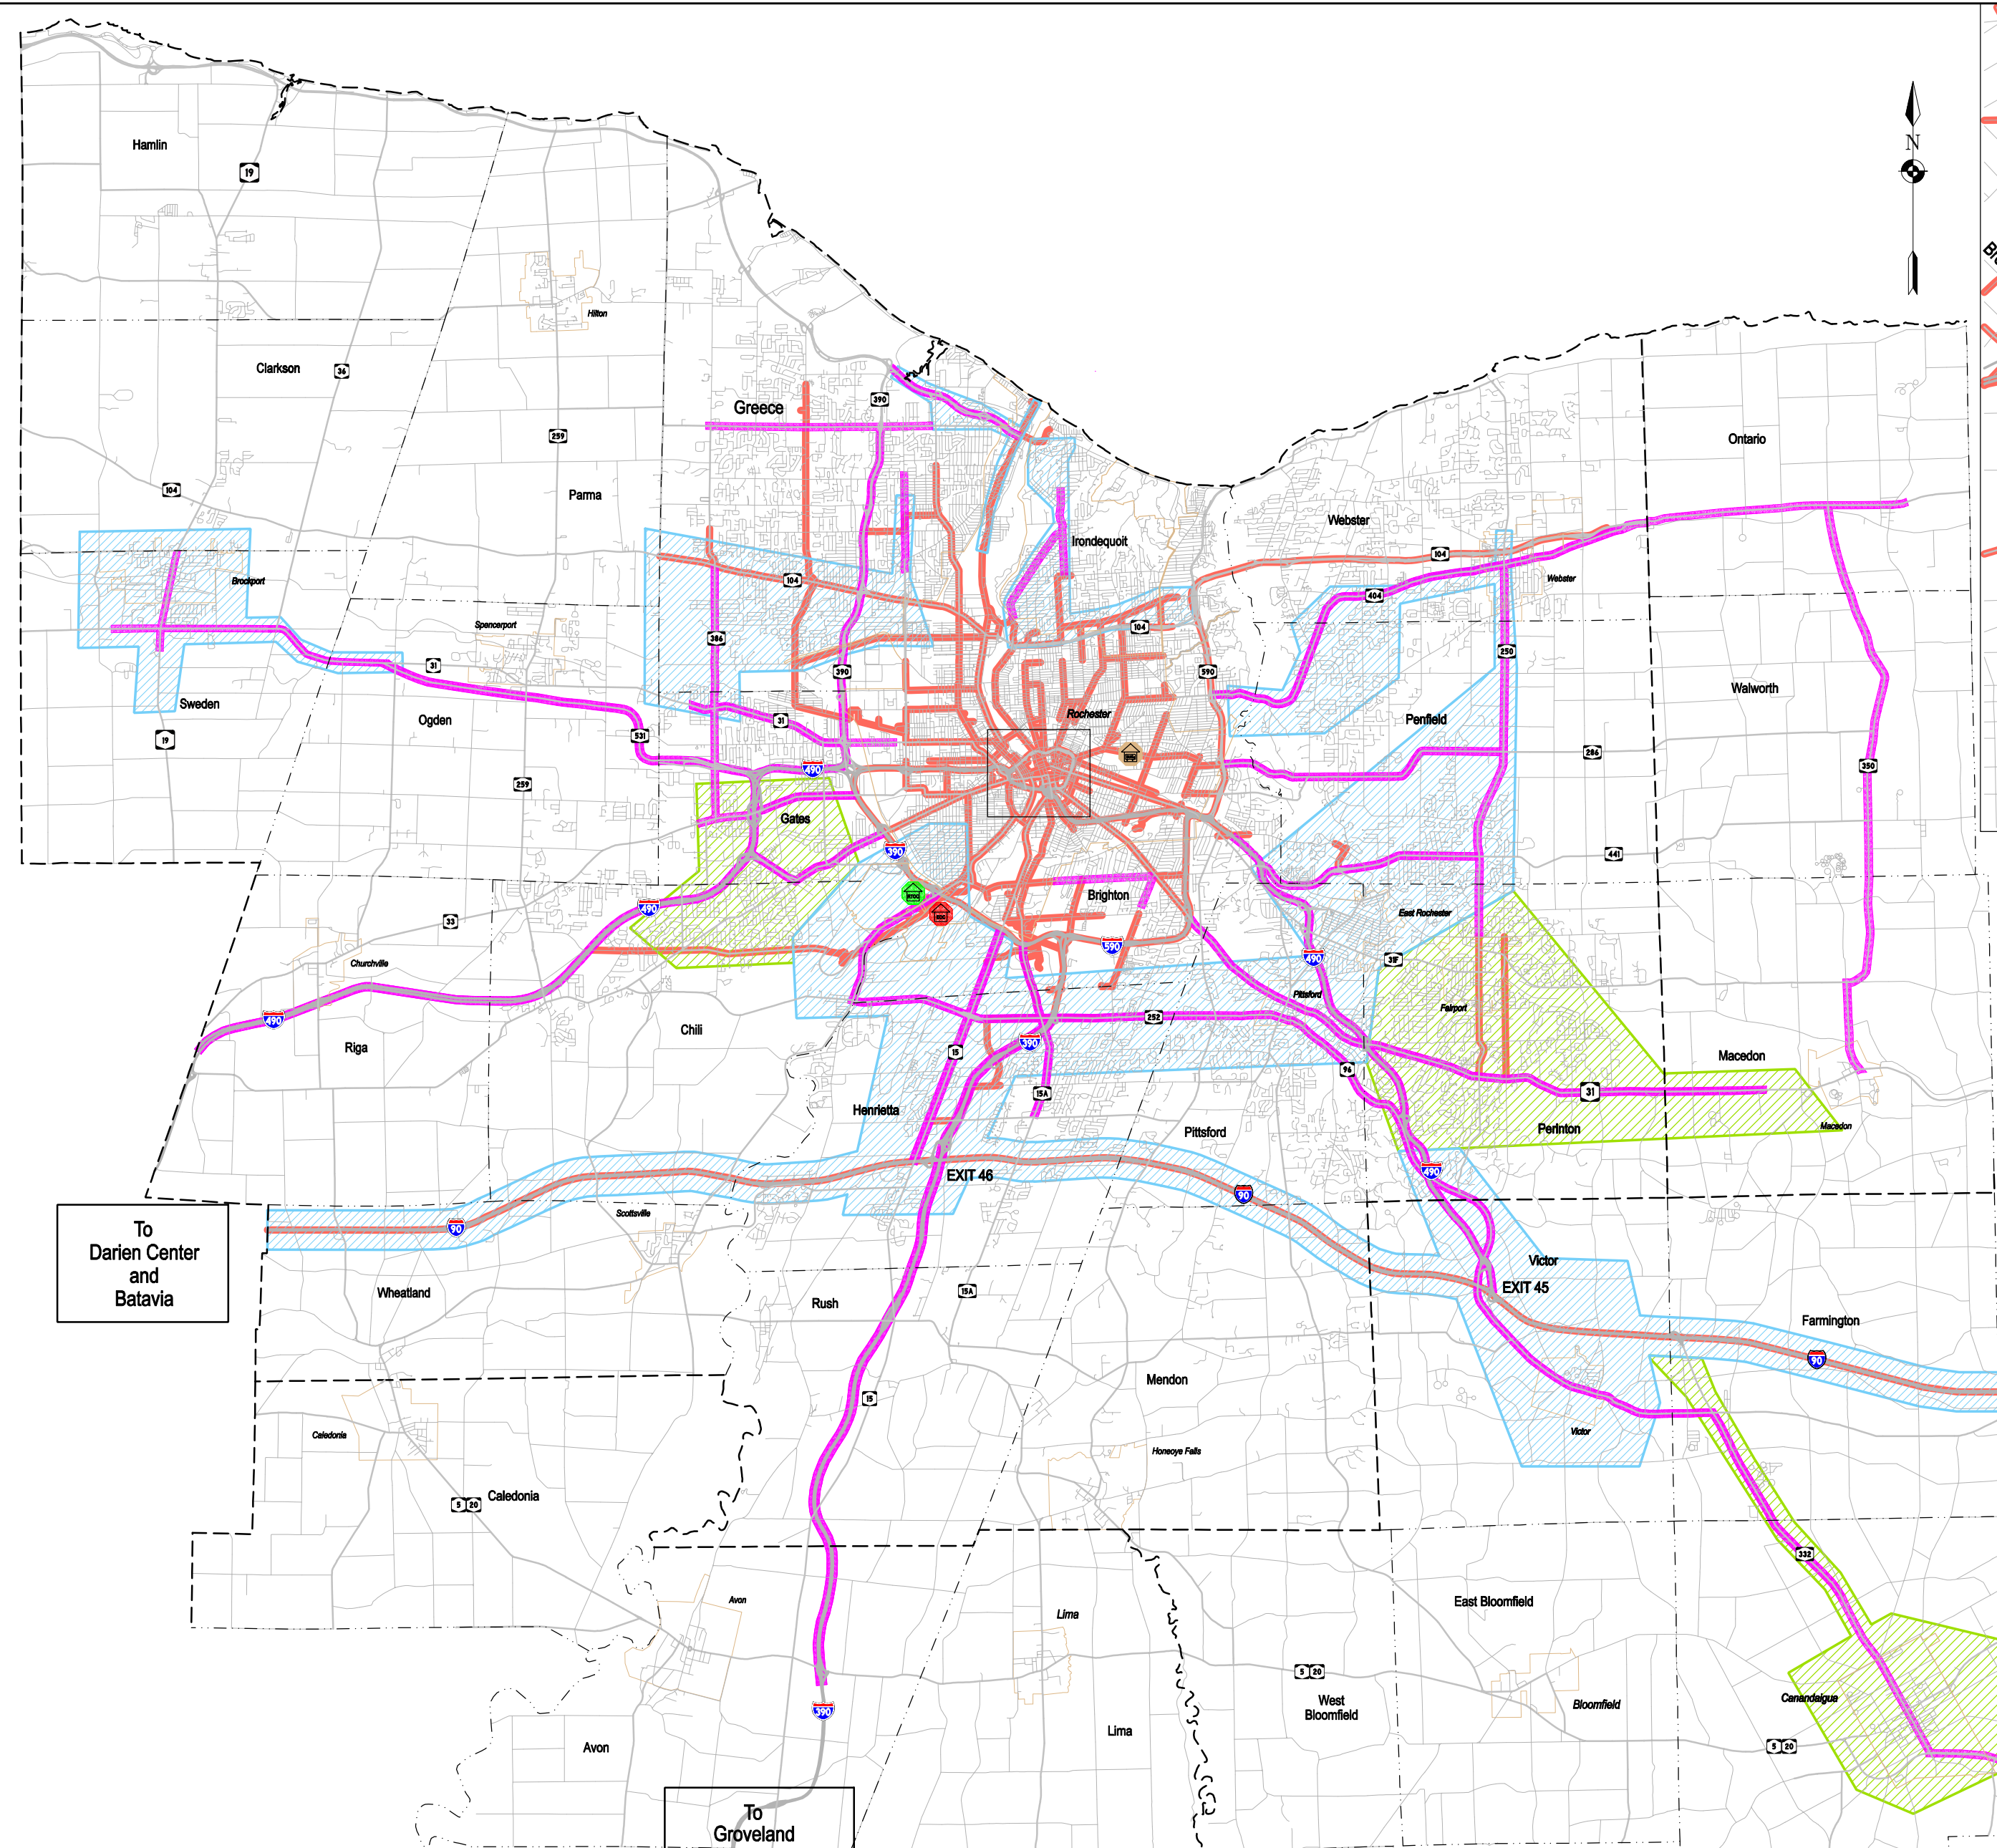 N
Hamlin
19
Hilton
Clarkson
36
Greece
390
259
Ontario
104
Parma
Webster
Irondequoit
104
104
Brockport
Webster
404
Spencerport
104
386
250
31
390
590
Sweden
Ogden
31
Rochester
Penfield
Walworth
19
531
286
490
350
259
Gates
390
441
490
Brighton
33
East Rochester
590
490
31F
Churchville
Pittsford
Fairport
490
Riga
Chili
252
390
15
Macedon
96
15A
31
Henrietta
Pittsford
Perinton
Macedon
EXIT 46
490
90
Scottsville
90
To
Darien Center
and
Batavia
Victor
EXIT 45
Wheatland
Rush
15A
Farmington
90
Mendon
15
Caledonia
Victor
Honeoye Falls
Caledonia
5 20
332
Avon
Lima
East Bloomfield
5 20
West
Bloomfield
Bloomfield
Canandaigua
390
Lima
Avon
5 20
To
Groveland